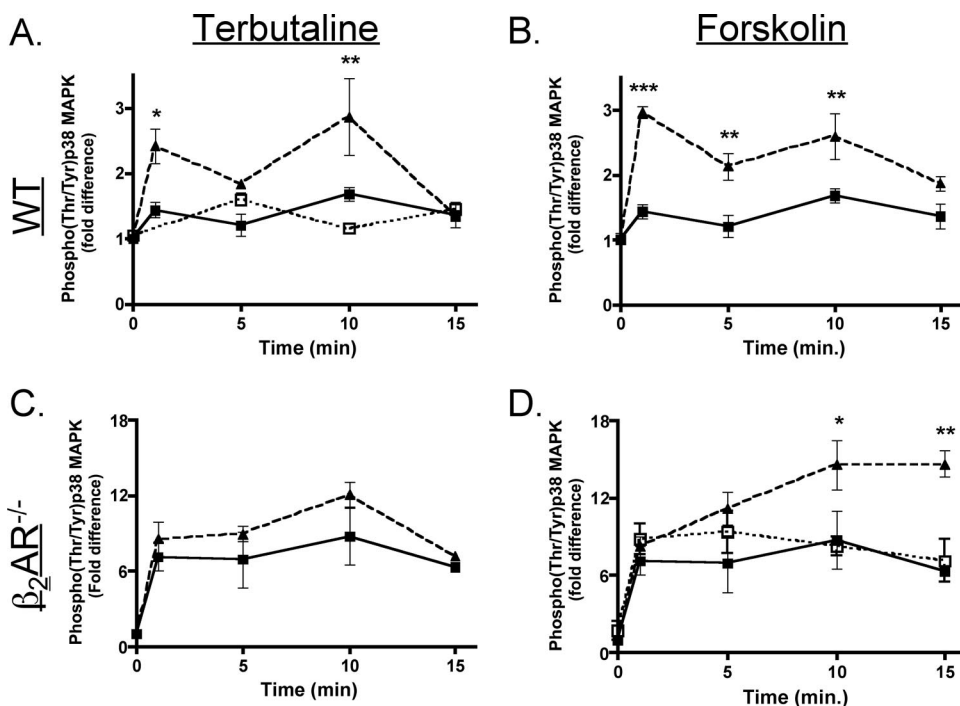 Terbutaline
Forskolin
WT
β₂AR⁻/⁻
A.
Phospho(Thr/Tyr)p38 MAPK
(fold difference)
3
2
1
0
*
**
0
5
10
15
Time (min)
B.
Phospho(Thr/Tyr)p38 MAPK
(fold difference)
3
2
1
0
***
**
**
0
5
10
15
Time (min.)
C.
Phospho(Thr/Tyr)p38 MAPK
(Fold difference)
18
12
6
0
0
5
10
15
Time (min)
D.
Phospho(Thr/Tyr)p38 MAPK
(fold difference)
18
12
6
0
*
**
0
5
10
15
Time (min.)